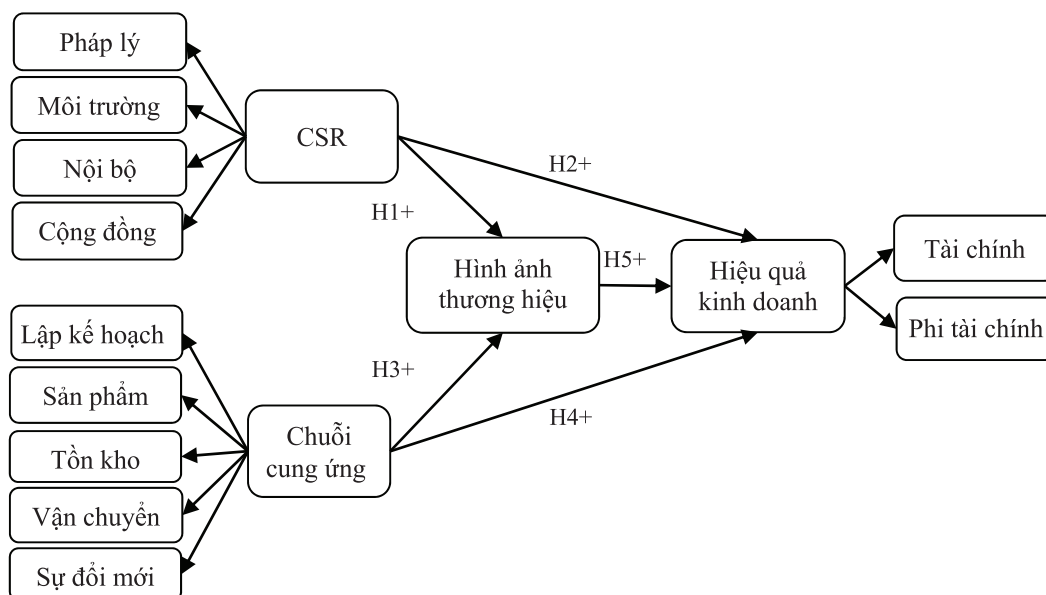 Pháp lý
Môi trường
Nội bộ
Cộng đồng
CSR
H2+
H1+
Hình ảnh
thương hiệu
H5+
Hiệu quả
kinh doanh
Tài chính
Phi tài chính
Lập kế hoạch
Sản phẩm
Tồn kho
Vận chuyển
Sự đổi mới
Chuỗi
cung ứng
H3+
H4+